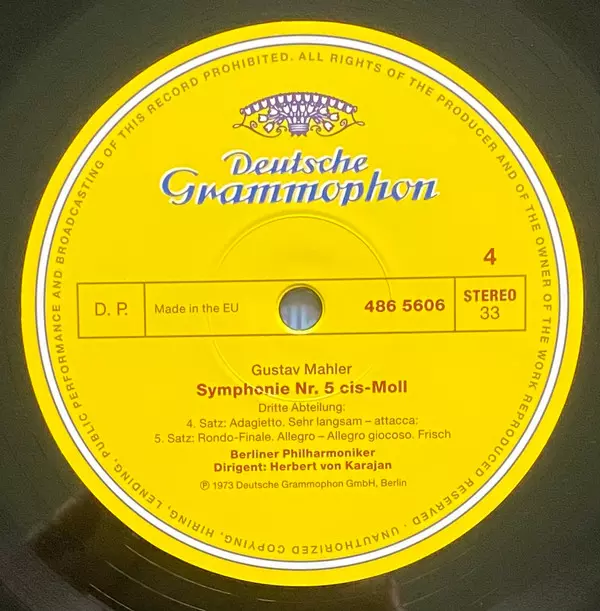 ALL RIGHTS OF THE PRODUCER AND OF THE OWNER OF THE WORK REPRODUCED RESERVED · UNAUTHORIZED COPYING, HIRING, LENDING, PUBLIC PERFORMANCE AND BROADCASTING OF THIS RECORD PROHIBITED.
Deutsche
Grammophon
4
D. P.
Made in the EU
486 5606
STEREO
33
Gustav Mahler
Symphonie Nr. 5 cis-Moll
Dritte Abteilung:
4. Satz: Adagietto. Sehr langsam – attacca:
5. Satz: Rondo-Finale. Allegro – Allegro giocoso. Frisch
Berliner Philharmoniker
Dirigent: Herbert von Karajan
℗ 1973 Deutsche Grammophon GmbH, Berlin